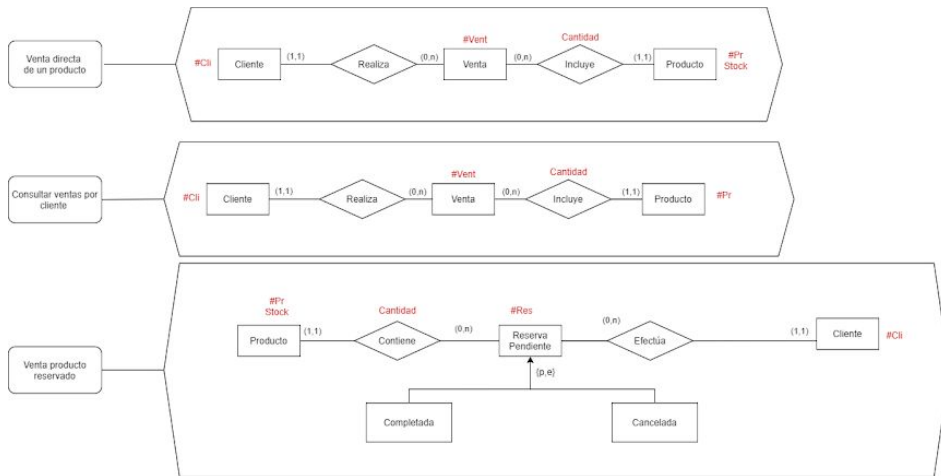 Venta directa
de un producto
#Cli
Cliente
(1,1)
Realiza
(0,n)
#Vent
Venta
(0,n)
Cantidad
Incluye
(1,1)
Producto
#Pr
Stock
Consultar ventas por
cliente
#Cli
Cliente
(1,1)
Realiza
(0,n)
#Vent
Venta
(0,n)
Cantidad
Incluye
(1,1)
Producto
#Pr
Venta producto
reservado
#Pr
Stock
Producto
(1,1)
Cantidad
Contiene
(0,n)
#Res
Reserva
Pendiente
(0,n)
Efectúa
(1,1)
Cliente
#Cli
(p,e)
Completada
Cancelada